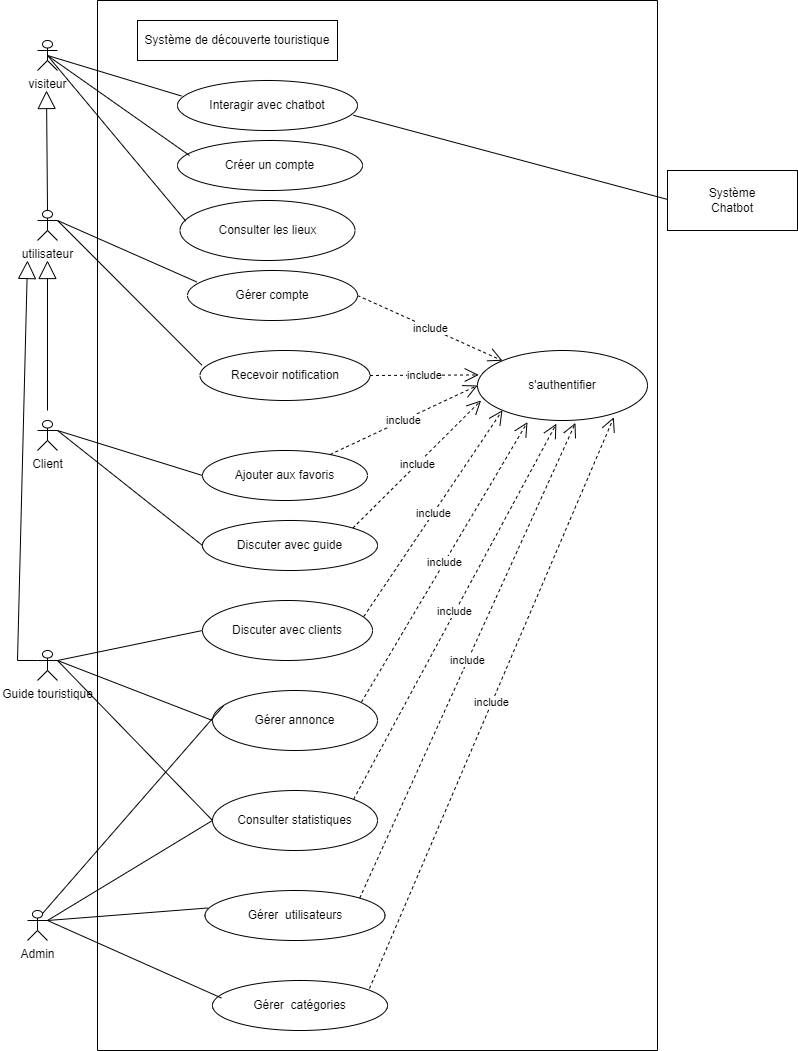 Système de découverte touristique
visiteur
Interagir avec chatbot
Créer un compte
Système
Chatbot
Consulter les lieux
utilisateur
Gérer compte
include
Recevoir notification
include
s'authentifier
include
Client
Ajouter aux favoris
include
include
Discuter avec guide
include
include
Discuter avec clients
include
Guide touristique
include
Gérer annonce
Consulter statistiques
Gérer utilisateurs
Admin
Gérer catégories